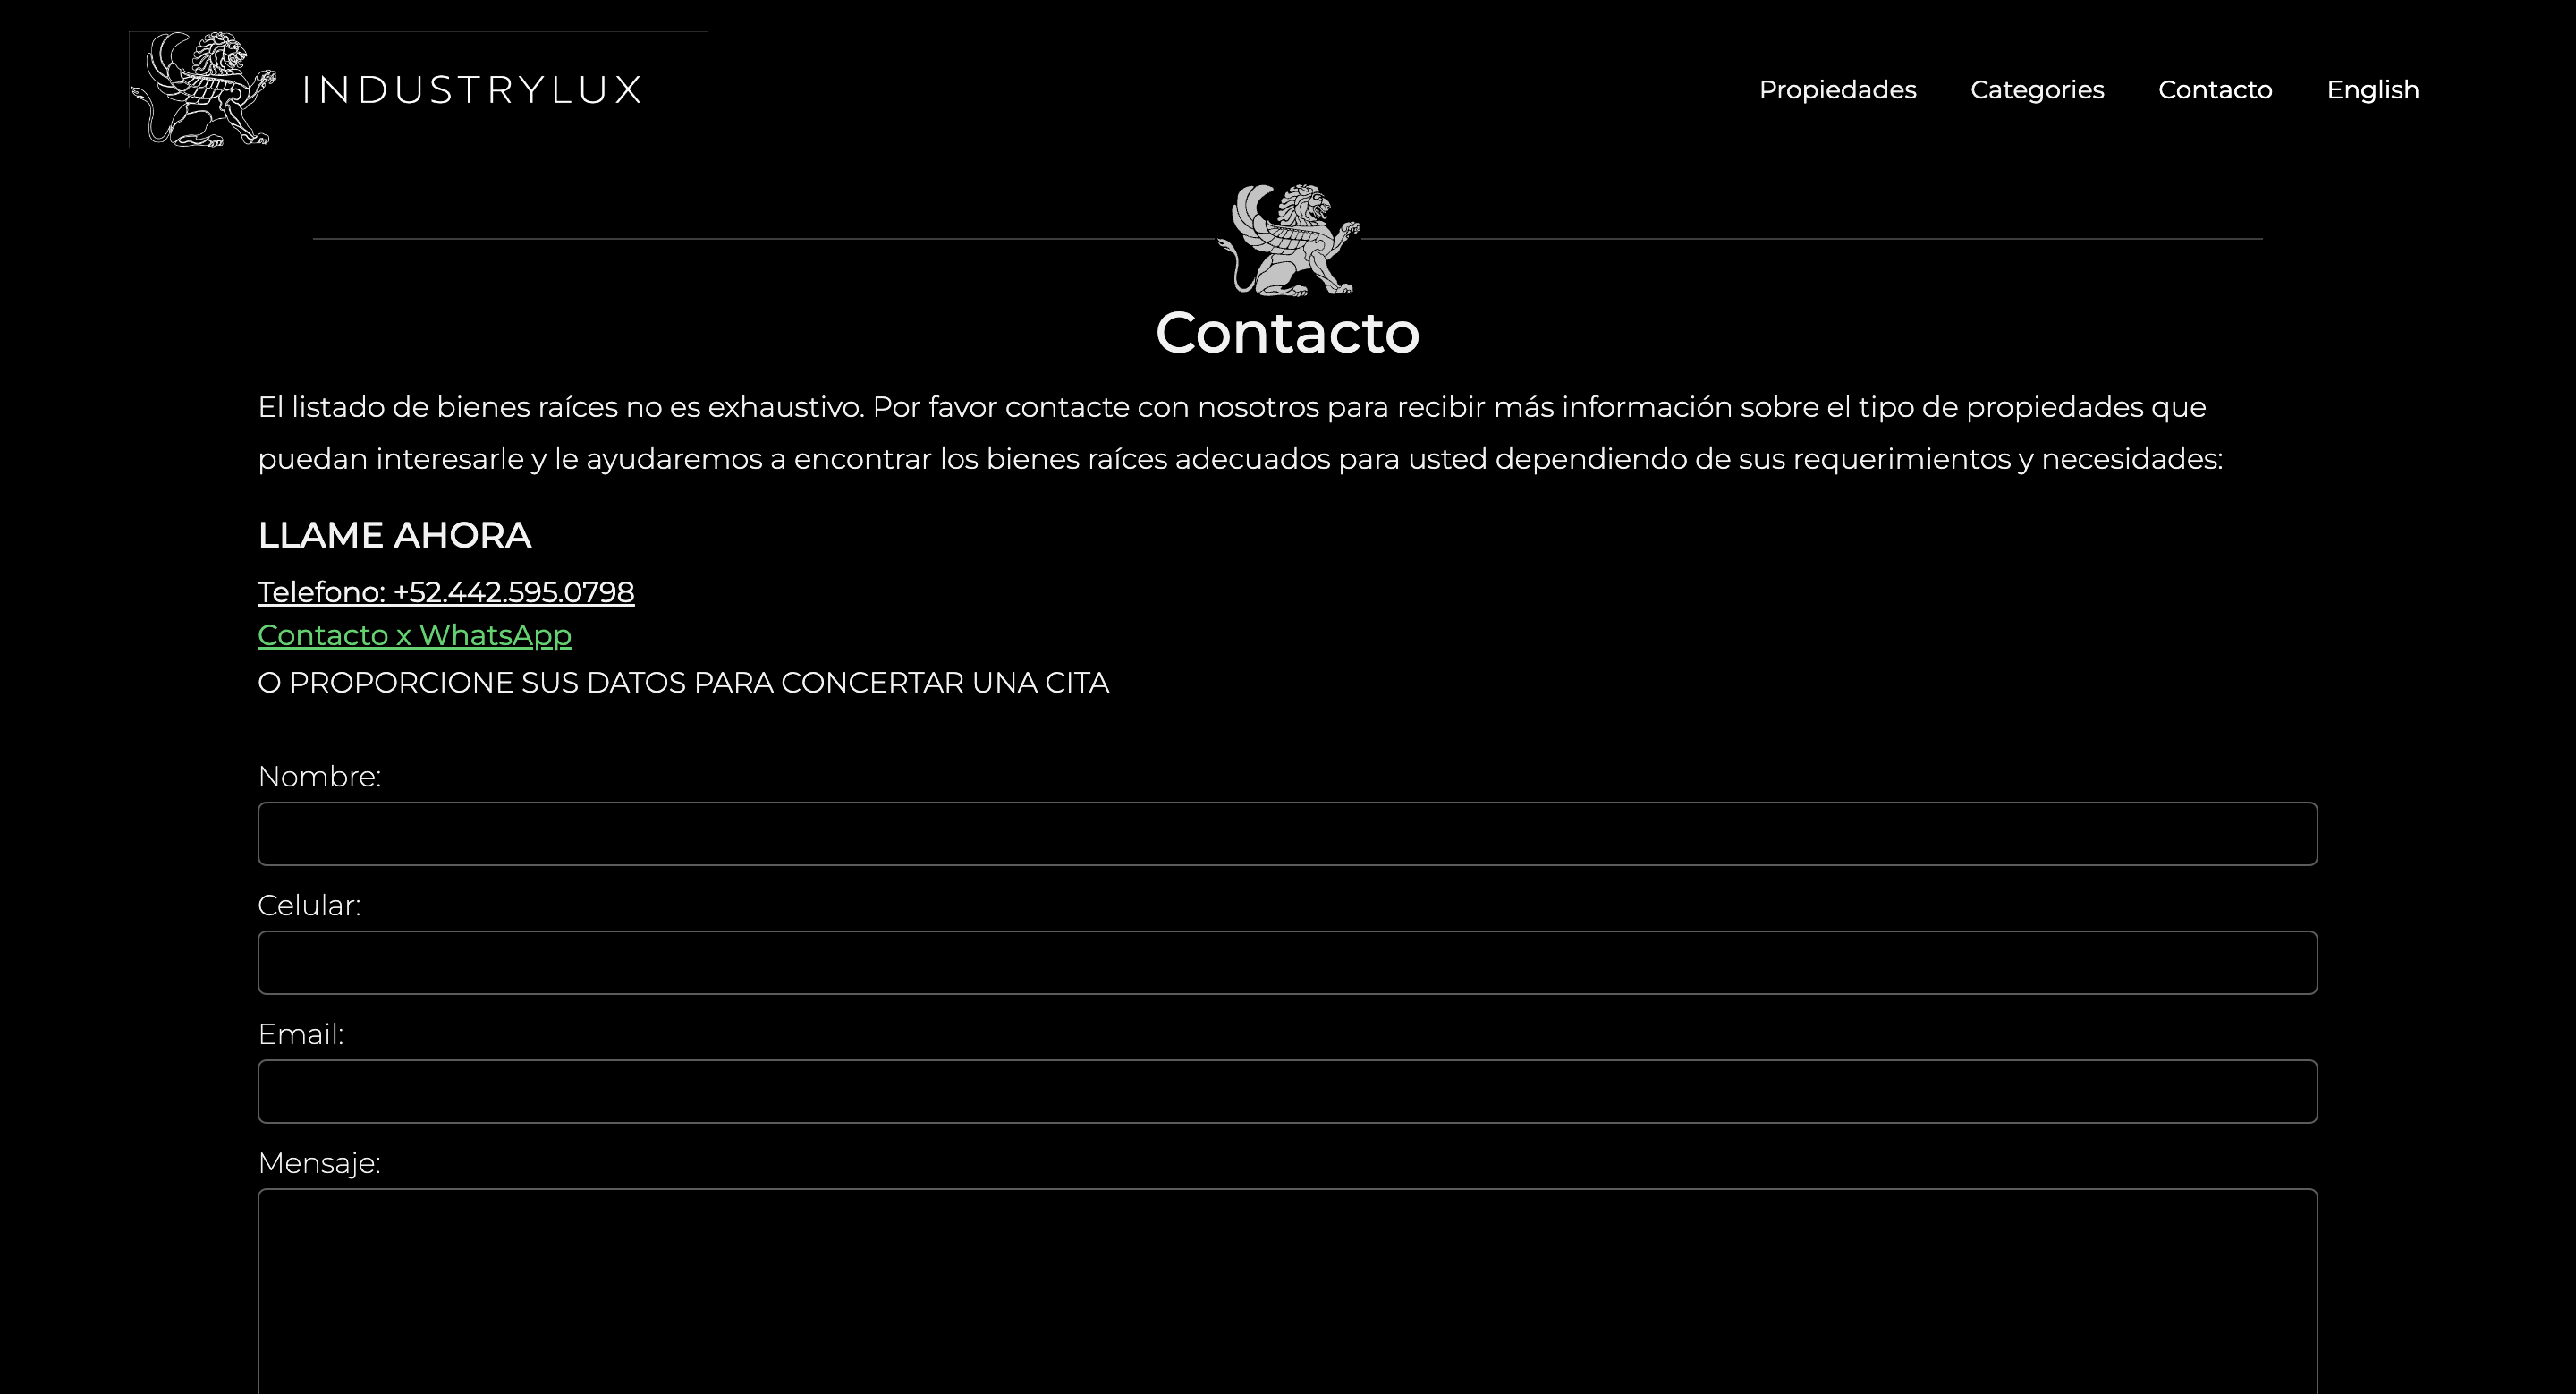 INDUSTRYLUX
Propiedades Categories Contacto English
Contacto
El listado de bienes raíces no es exhaustivo. Por favor contacte con nosotros para recibir más información sobre el tipo de propiedades que
puedan interesarle y le ayudaremos a encontrar los bienes raíces adecuados para usted dependiendo de sus requerimientos y necesidades:
LLAME AHORA
Telefono: +52.442.595.0798
Contacto x WhatsApp
O PROPORCIONE SUS DATOS PARA CONCERTAR UNA CITA
Nombre:
Celular:
Email:
Mensaje: